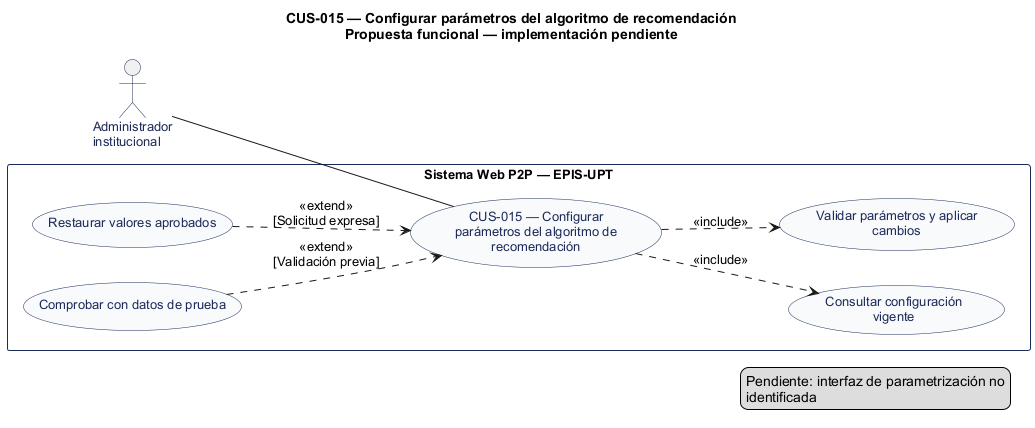 CUS-015 — Configurar parámetros del algoritmo de recomendación
Propuesta funcional — implementación pendiente
Administrador
institucional
Sistema Web P2P — EPIS-UPT
Restaurar valores aprobados
«extend»
[Solicitud expresa]
CUS-015 — Configurar
parámetros del algoritmo de
recomendación
«include»
Validar parámetros y aplicar
cambios
Comprobar con datos de prueba
«extend»
[Validación previa]
«include»
Consultar configuración
vigente
Pendiente: interfaz de parametrización no
identificada